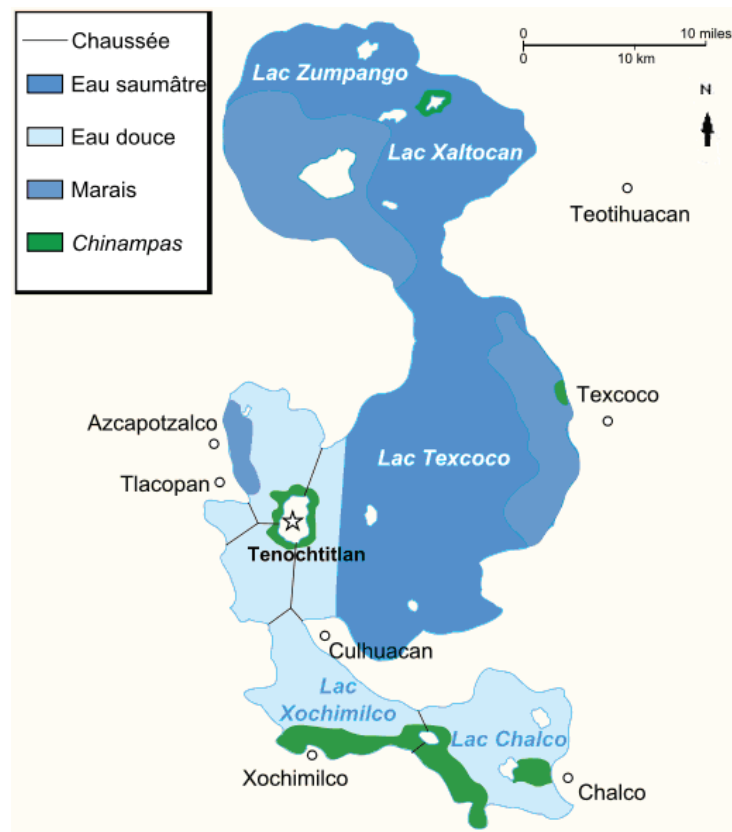 Chaussée
Eau saumâtre
Eau douce
Marais
Chinampas
0 10 miles
0 10 km
N
Lac Zumpango
Lac Xaltocan
Teotihuacan
Texcoco
Azcapotzalco
Lac Texcoco
Tlacopan
Tenochtitlan
Culhuacan
Lac
Xochimilco
Lac Chalco
Xochimilco
Chalco